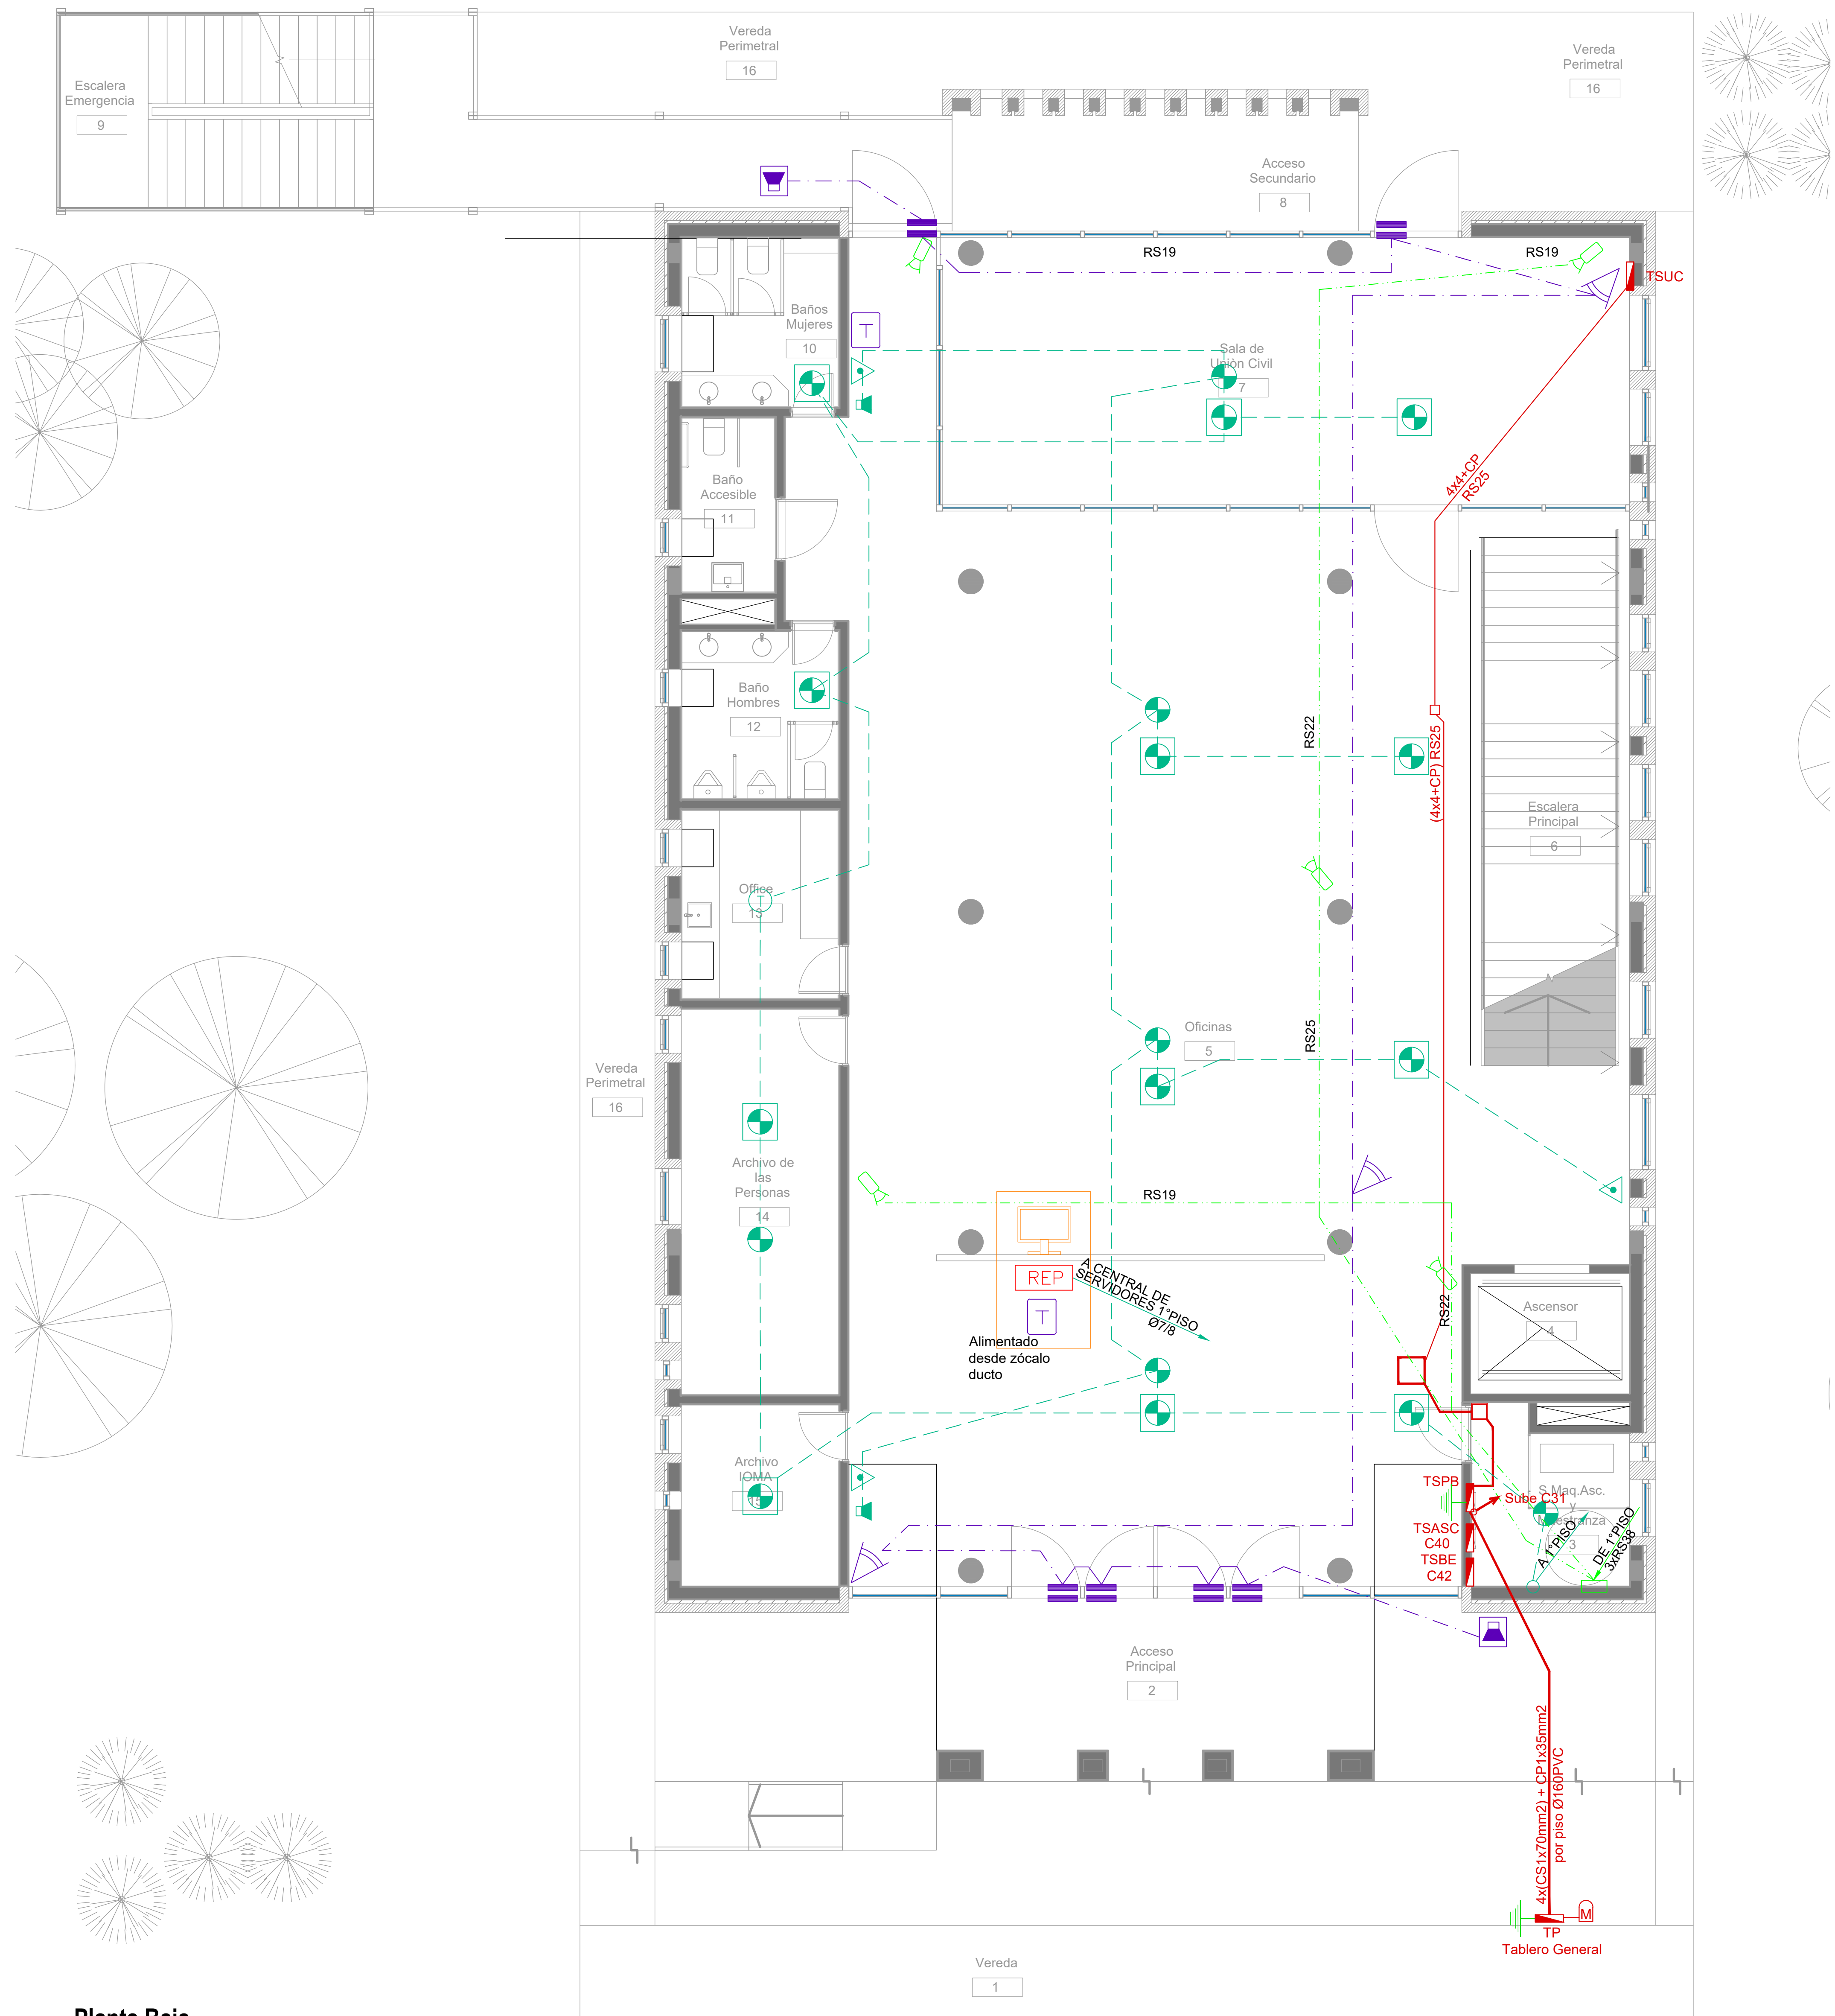 Vereda
Perimetral
16
Vereda
Perimetral
16
Escalera
Emergencia
9
Acceso
Secundario
8
RS19
RS19
TSUC
Baños
Mujeres
10
T
Sala de
Uniòn Civil
7
4x4+CP
RS25
Baño
Accesible
11
Baño
Hombres
12
RS22
(4x4+CP) RS25
Escalera
Principal
6
Office
13
T
Oficinas
5
RS25
Vereda
Perimetral
16
Archivo de
las
Personas
14
RS19
REP
T
A CENTRAL DE
SERVIDORES 1°PISO
Ø7/8
Alimentado
desde zócalo
ducto
RS22
Ascensor
4
Archivo
IOMA
15
TSPB
Sube C31
S.Maq.Asc.
y
Maestranza
3
TSASC
C40
TSBE
C42
A 1°PISO
DE 1°PISO
3xRS38
Acceso
Principal
2
4x(CS1x70mm2) + CP1x35mm2
por piso Ø160PVC
M
TP
Tablero General
Vereda
1
Planta Baja